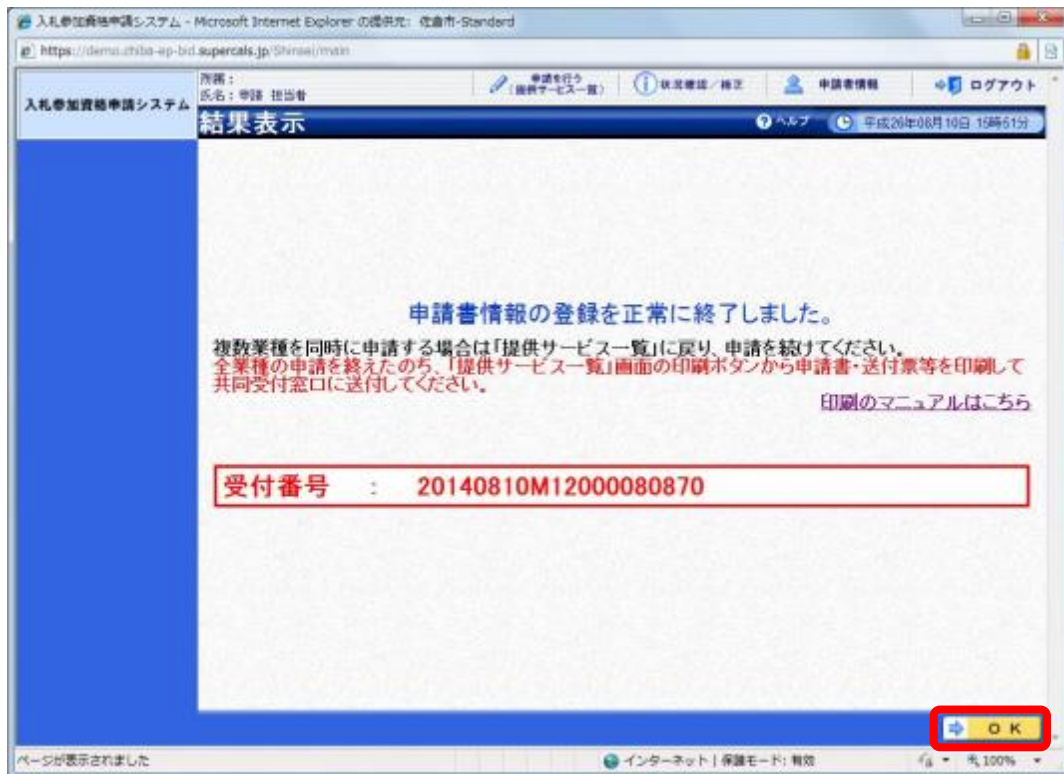 入札参加資格申請システム - Microsoft Internet Explorer の提供元: 佐倉市-Standard
https://demo.chiba-ep-bid.supercals.jp/Shinsei/main
入札参加資格申請システム
所属:
氏名:申請 担当者
申請を行う
(提供サービス一覧)
状況確認/補正
申請者情報
ログアウト
結果表示
ヘルプ
平成26年08月10日 15時51分
申請書情報の登録を正常に終了しました。
複数業種を同時に申請する場合は「提供サービス一覧」に戻り、申請を続けてください。
全業種の申請を終えたのち、「提供サービス一覧」画面の印刷ボタンから申請書・送付票等を印刷して
共同受付窓口に送付してください。
印刷のマニュアルはこちら
受付番号 : 20140810M12000080870
OK
ページが表示されました
インターネット | 保護モード: 有効
100%